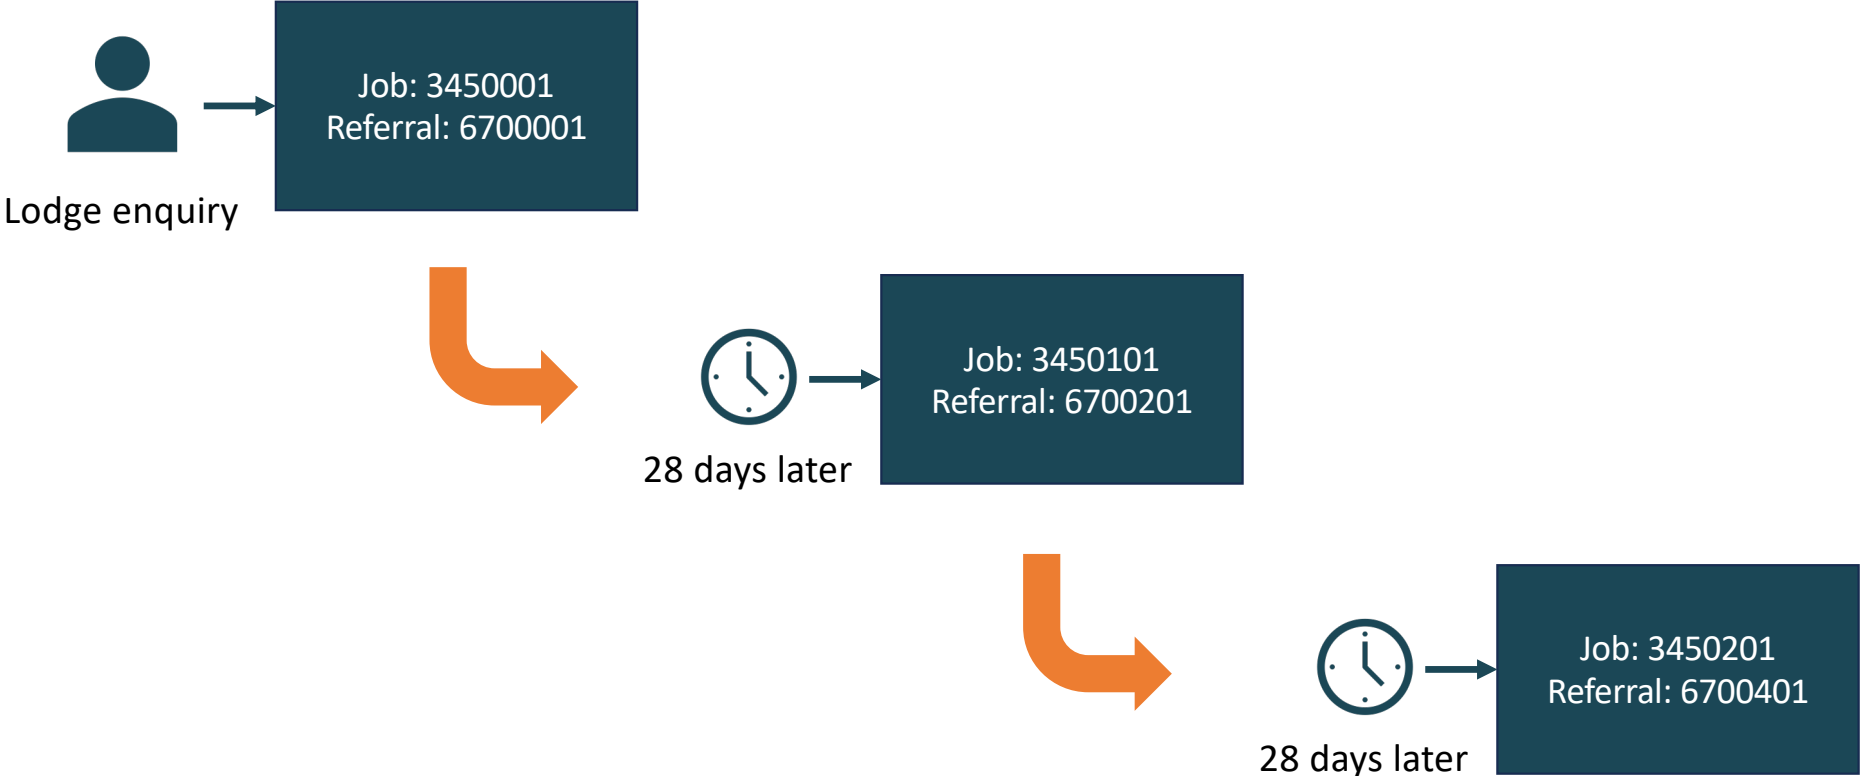 Job: 3450001
Referral: 6700001
Lodge enquiry
Job: 3450101
Referral: 6700201
28 days later
Job: 3450201
Referral: 6700401
28 days later